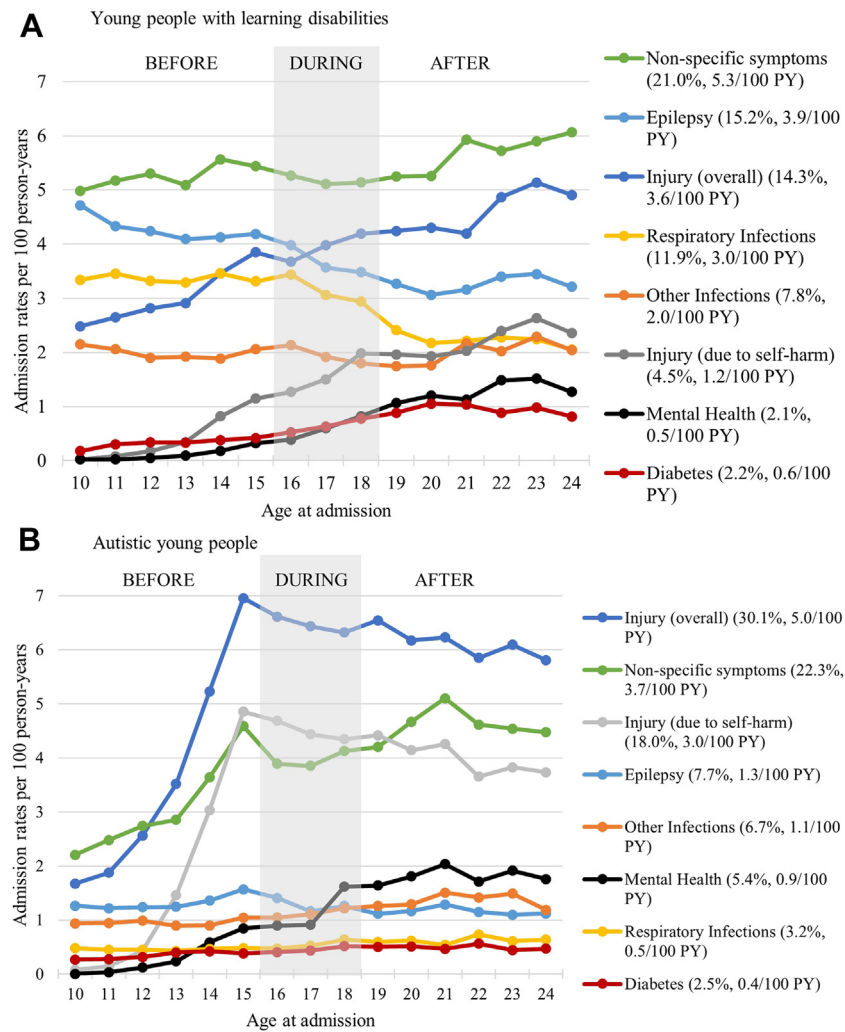 A
Young people with learning disabilities
BEFORE DURING AFTER
Admission rates per 100 person-years
7
6
5
4
3
2
1
0
10 11 12 13 14 15 16 17 18 19 20 21 22 23 24
Age at admission
Non-specific symptoms
(21.0%, 5.3/100 PY)
Epilepsy (15.2%, 3.9/100
PY)
Injury (overall) (14.3%,
3.6/100 PY)
Respiratory Infections
(11.9%, 3.0/100 PY)
Other Infections (7.8%,
2.0/100 PY)
Injury (due to self-harm)
(4.5%, 1.2/100 PY)
Mental Health (2.1%,
0.5/100 PY)
Diabetes (2.2%, 0.6/100
PY)
B
Autistic young people
BEFORE DURING AFTER
Admission rates per 100 person-years
7
6
5
4
3
2
1
0
10 11 12 13 14 15 16 17 18 19 20 21 22 23 24
Age at admission
Injury (overall) (30.1%, 5.0/100
PY)
Non-specific symptoms (22.3%,
3.7/100 PY)
Injury (due to self-harm)
(18.0%, 3.0/100 PY)
Epilepsy (7.7%, 1.3/100 PY)
Other Infections (6.7%, 1.1/100
PY)
Mental Health (5.4%, 0.9/100
PY)
Respiratory Infections (3.2%,
0.5/100 PY)
Diabetes (2.5%, 0.4/100 PY)